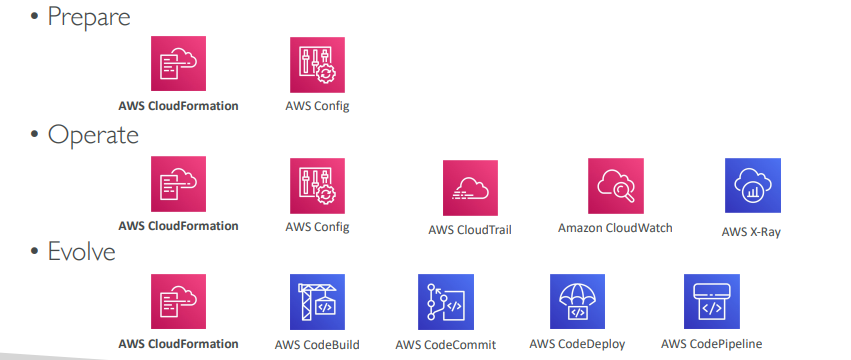 • Prepare
AWS CloudFormation
AWS Config
• Operate
AWS CloudFormation
AWS Config
AWS CloudTrail
Amazon CloudWatch
AWS X-Ray
• Evolve
AWS CloudFormation
AWS CodeBuild
AWS CodeCommit
AWS CodeDeploy
AWS CodePipeline